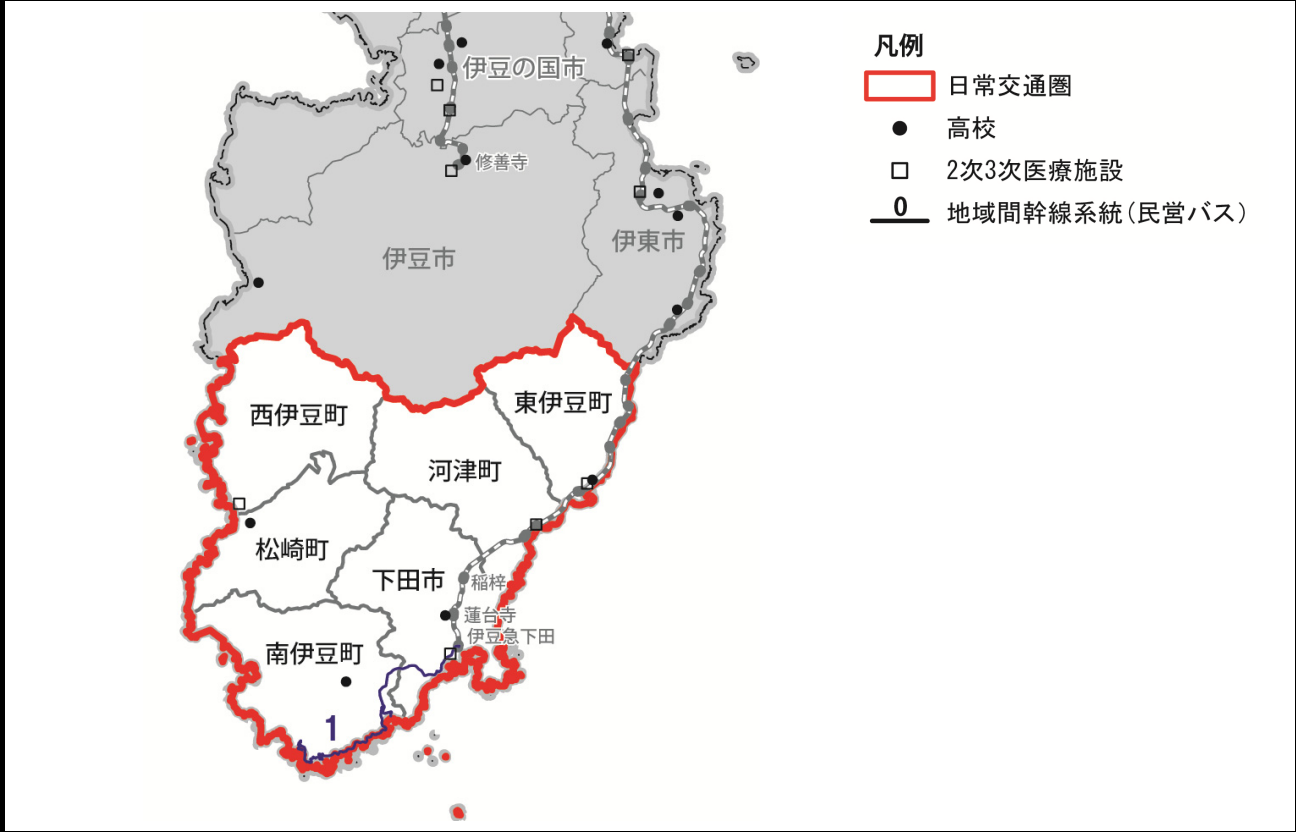 凡例
日常交通圏
高校
2次3次医療施設
0
地域間幹線系統(民営バス)
伊豆の国市
修善寺
伊東市
伊豆市
東伊豆町
西伊豆町
河津町
松崎町
下田市
稲梓
蓮台寺
伊豆急下田
南伊豆町
1